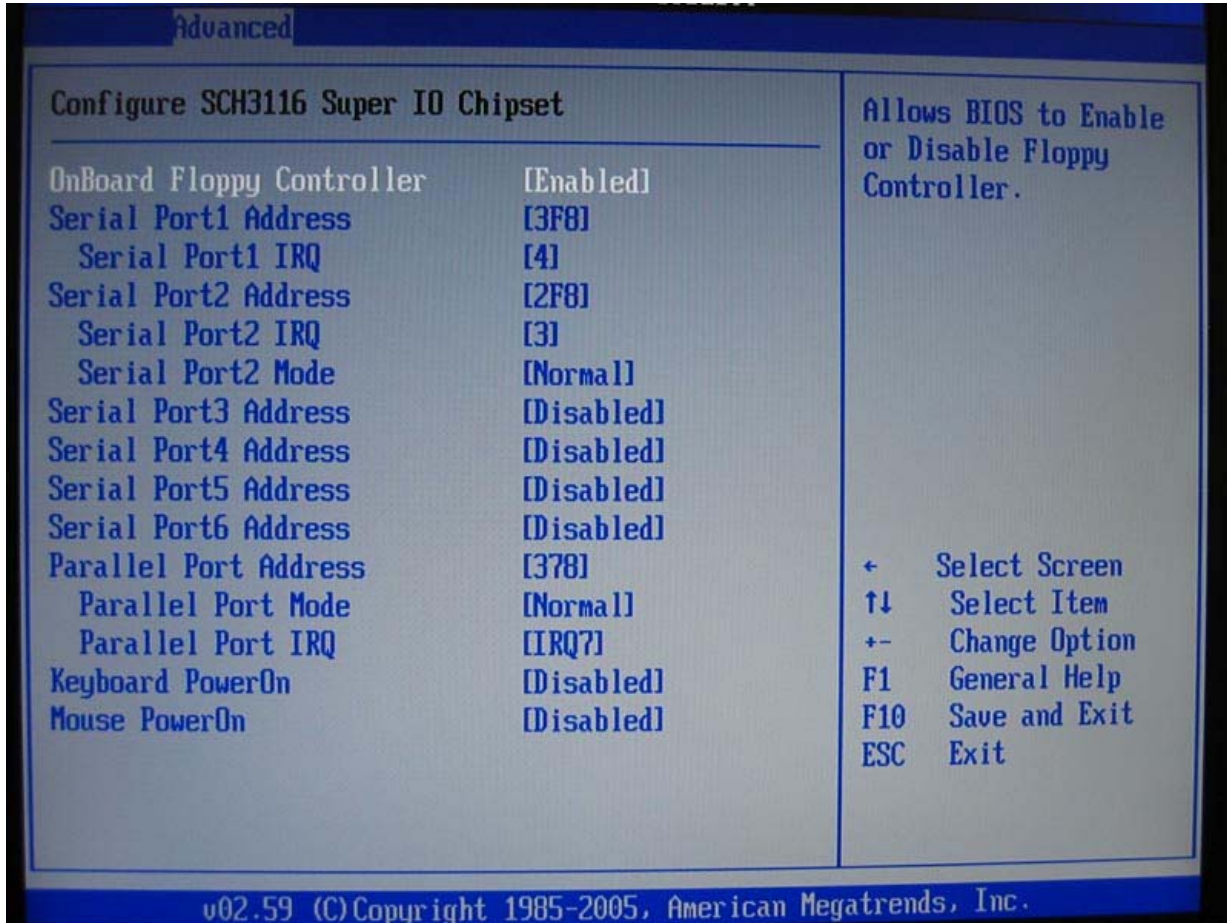 Advanced
Configure SCH3116 Super IO Chipset
OnBoard Floppy Controller [Enabled]
Serial Port1 Address [3F8]
Serial Port1 IRQ [4]
Serial Port2 Address [2F8]
Serial Port2 IRQ [3]
Serial Port2 Mode [Normal]
Serial Port3 Address [Disabled]
Serial Port4 Address [Disabled]
Serial Port5 Address [Disabled]
Serial Port6 Address [Disabled]
Parallel Port Address [378]
Parallel Port Mode [Normal]
Parallel Port IRQ [IRQ7]
Keyboard PowerOn [Disabled]
Mouse PowerOn [Disabled]
Allows BIOS to Enable
or Disable Floppy
Controller.
← Select Screen
↑↓ Select Item
+- Change Option
F1 General Help
F10 Save and Exit
ESC Exit
v02.59 (C)Copyright 1985-2005, American Megatrends, Inc.